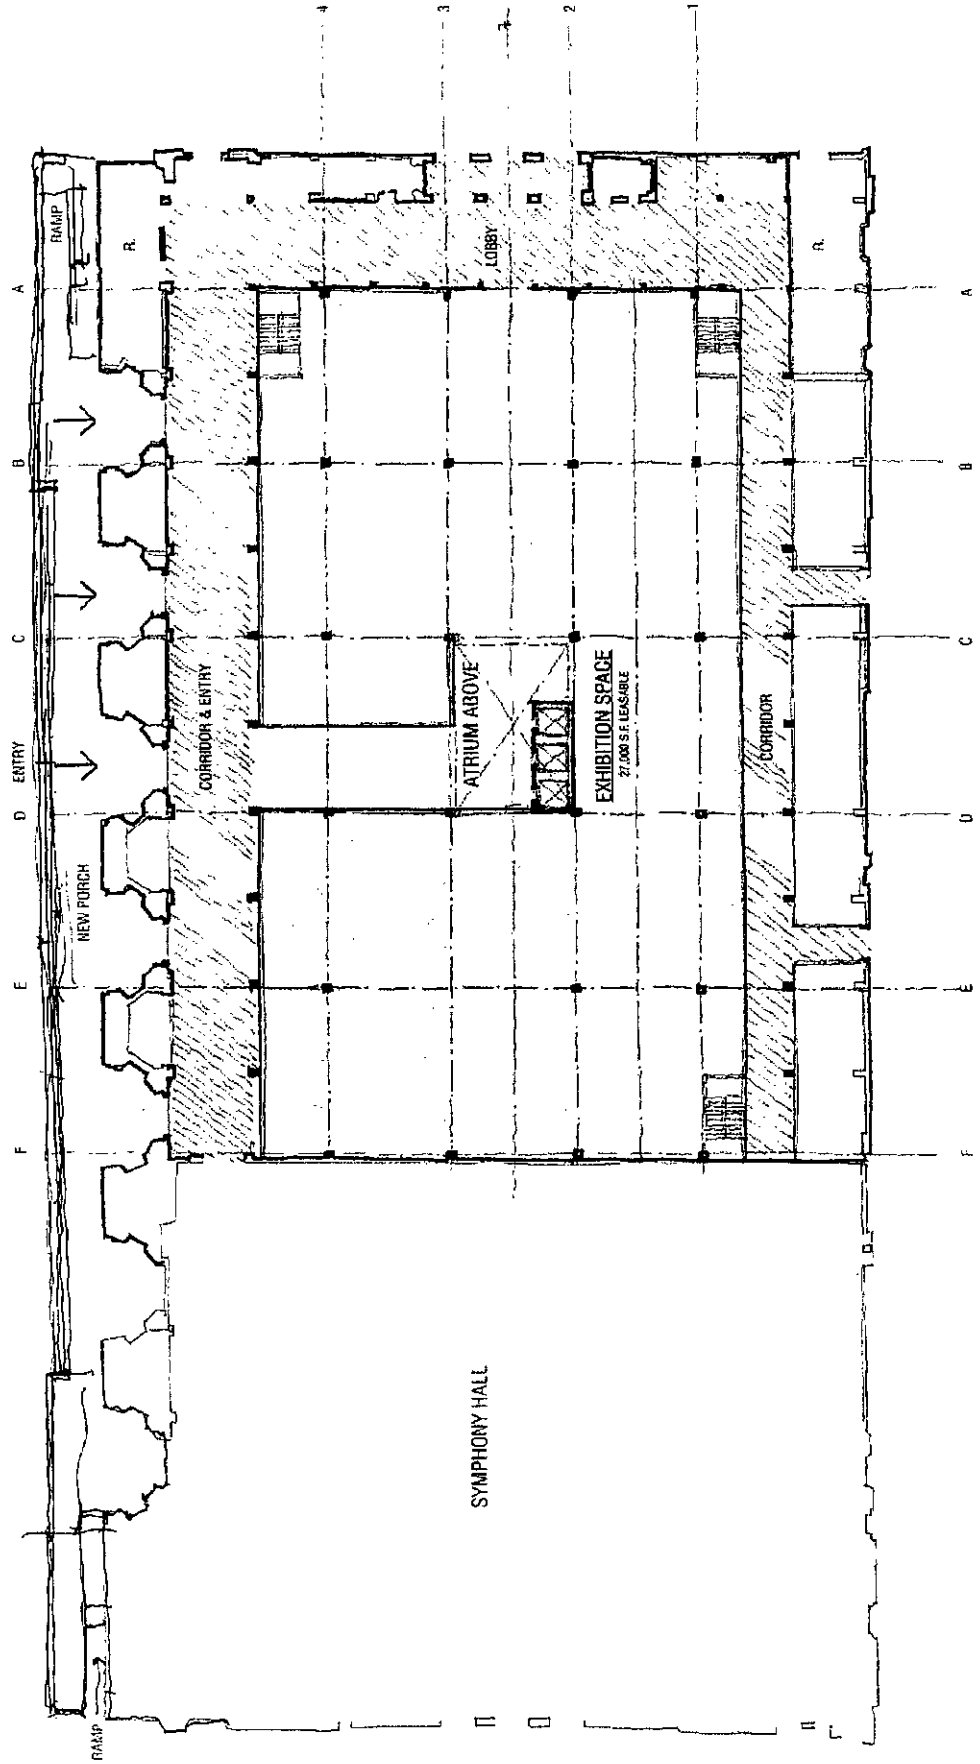 RAMP
NEW PORCH
ENTRY
RAMP
F
E
D
C
B
A
R.
CORRIDOR & ENTRY
4
3
2
1
SYMPHONY HALL
ATRIUM ABOVE
LOBBY
EXHIBITION SPACE
27,000 S.F. LEASABLE
CORRIDOR
R.
F
E
D
C
B
A